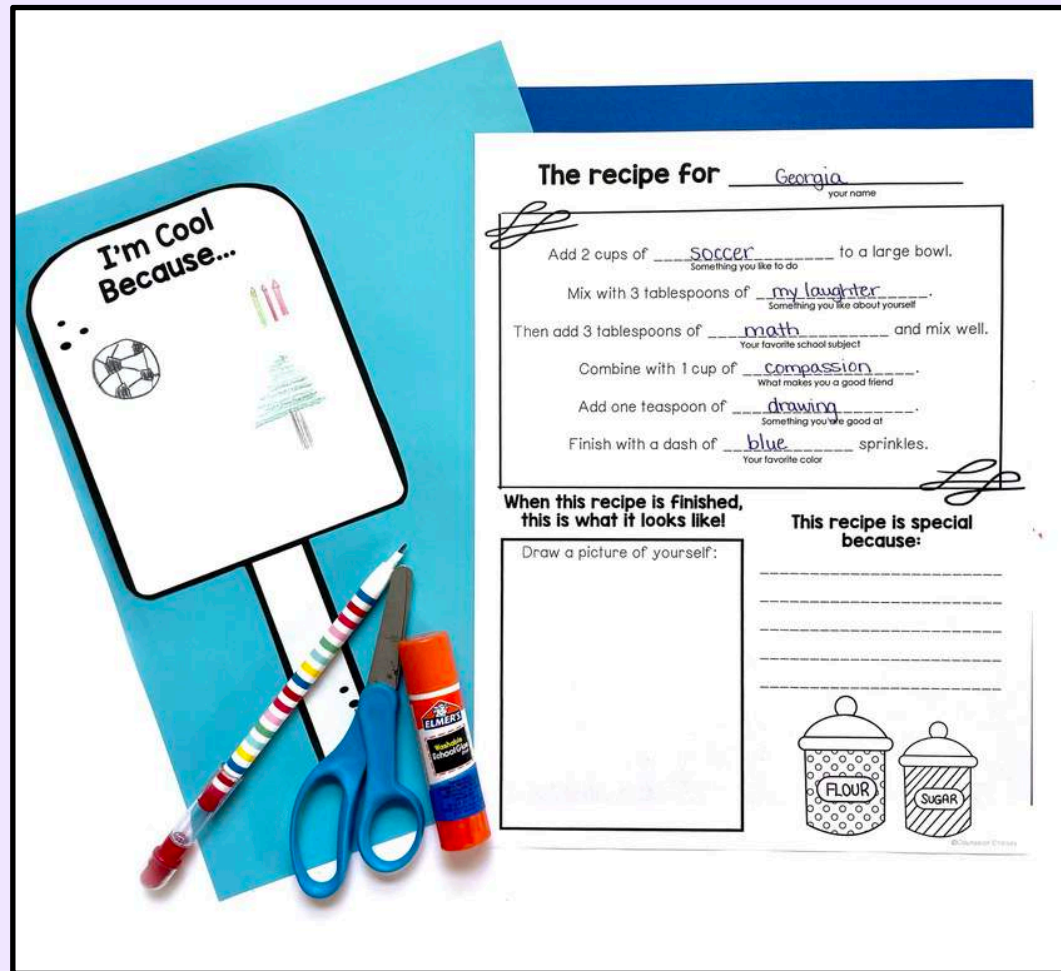 I'm Cool
Because...
The recipe for Georgia
your name
Add 2 cups of soccer to a large bowl.
Something you like to do
Mix with 3 tablespoons of my laughter.
Something you like about yourself
Then add 3 tablespoons of math and mix well.
Your favorite school subject
Combine with 1 cup of compassion.
What makes you a good friend
Add one teaspoon of drawing.
Something you are good at
Finish with a dash of blue sprinkles.
Your favorite color
When this recipe is finished,
this is what it looks like!
Draw a picture of yourself:
This recipe is special
because:
ELMER'S
Washable
School Glue
FLOUR
SUGAR